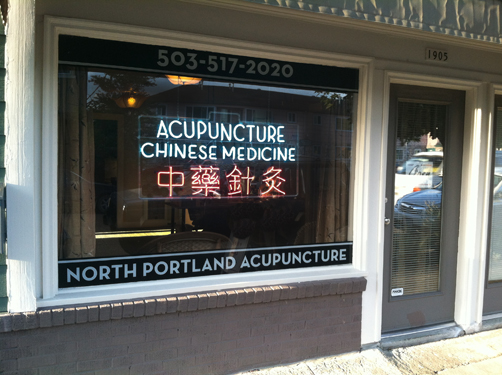 503-517-2020
1905
ACUPUNCTURE
CHINESE MEDICINE
中藥針灸
NORTH PORTLAND ACUPUNCTURE